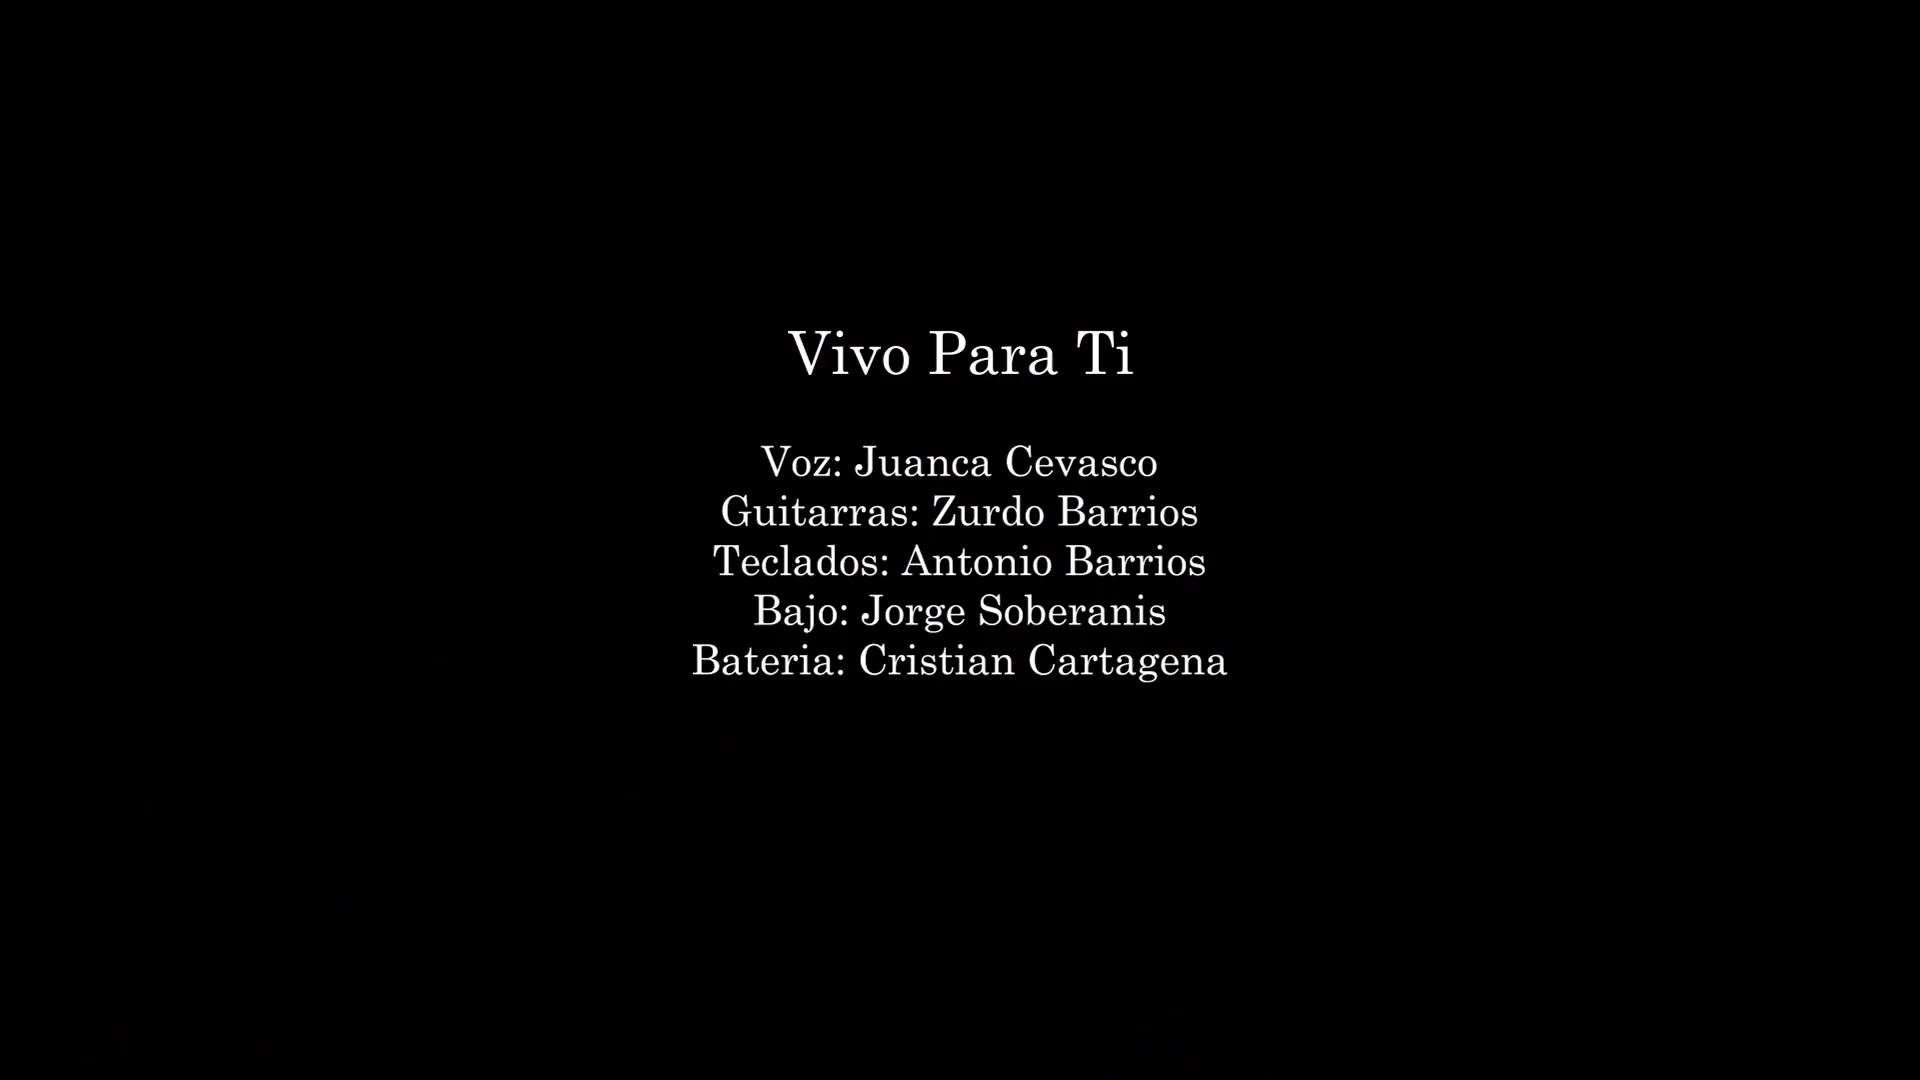 Vivo Para Ti
Voz: Juanca Cevasco
Guitarras: Zurdo Barrios
Teclados: Antonio Barrios
Bajo: Jorge Soberanis
Bateria: Cristian Cartagena